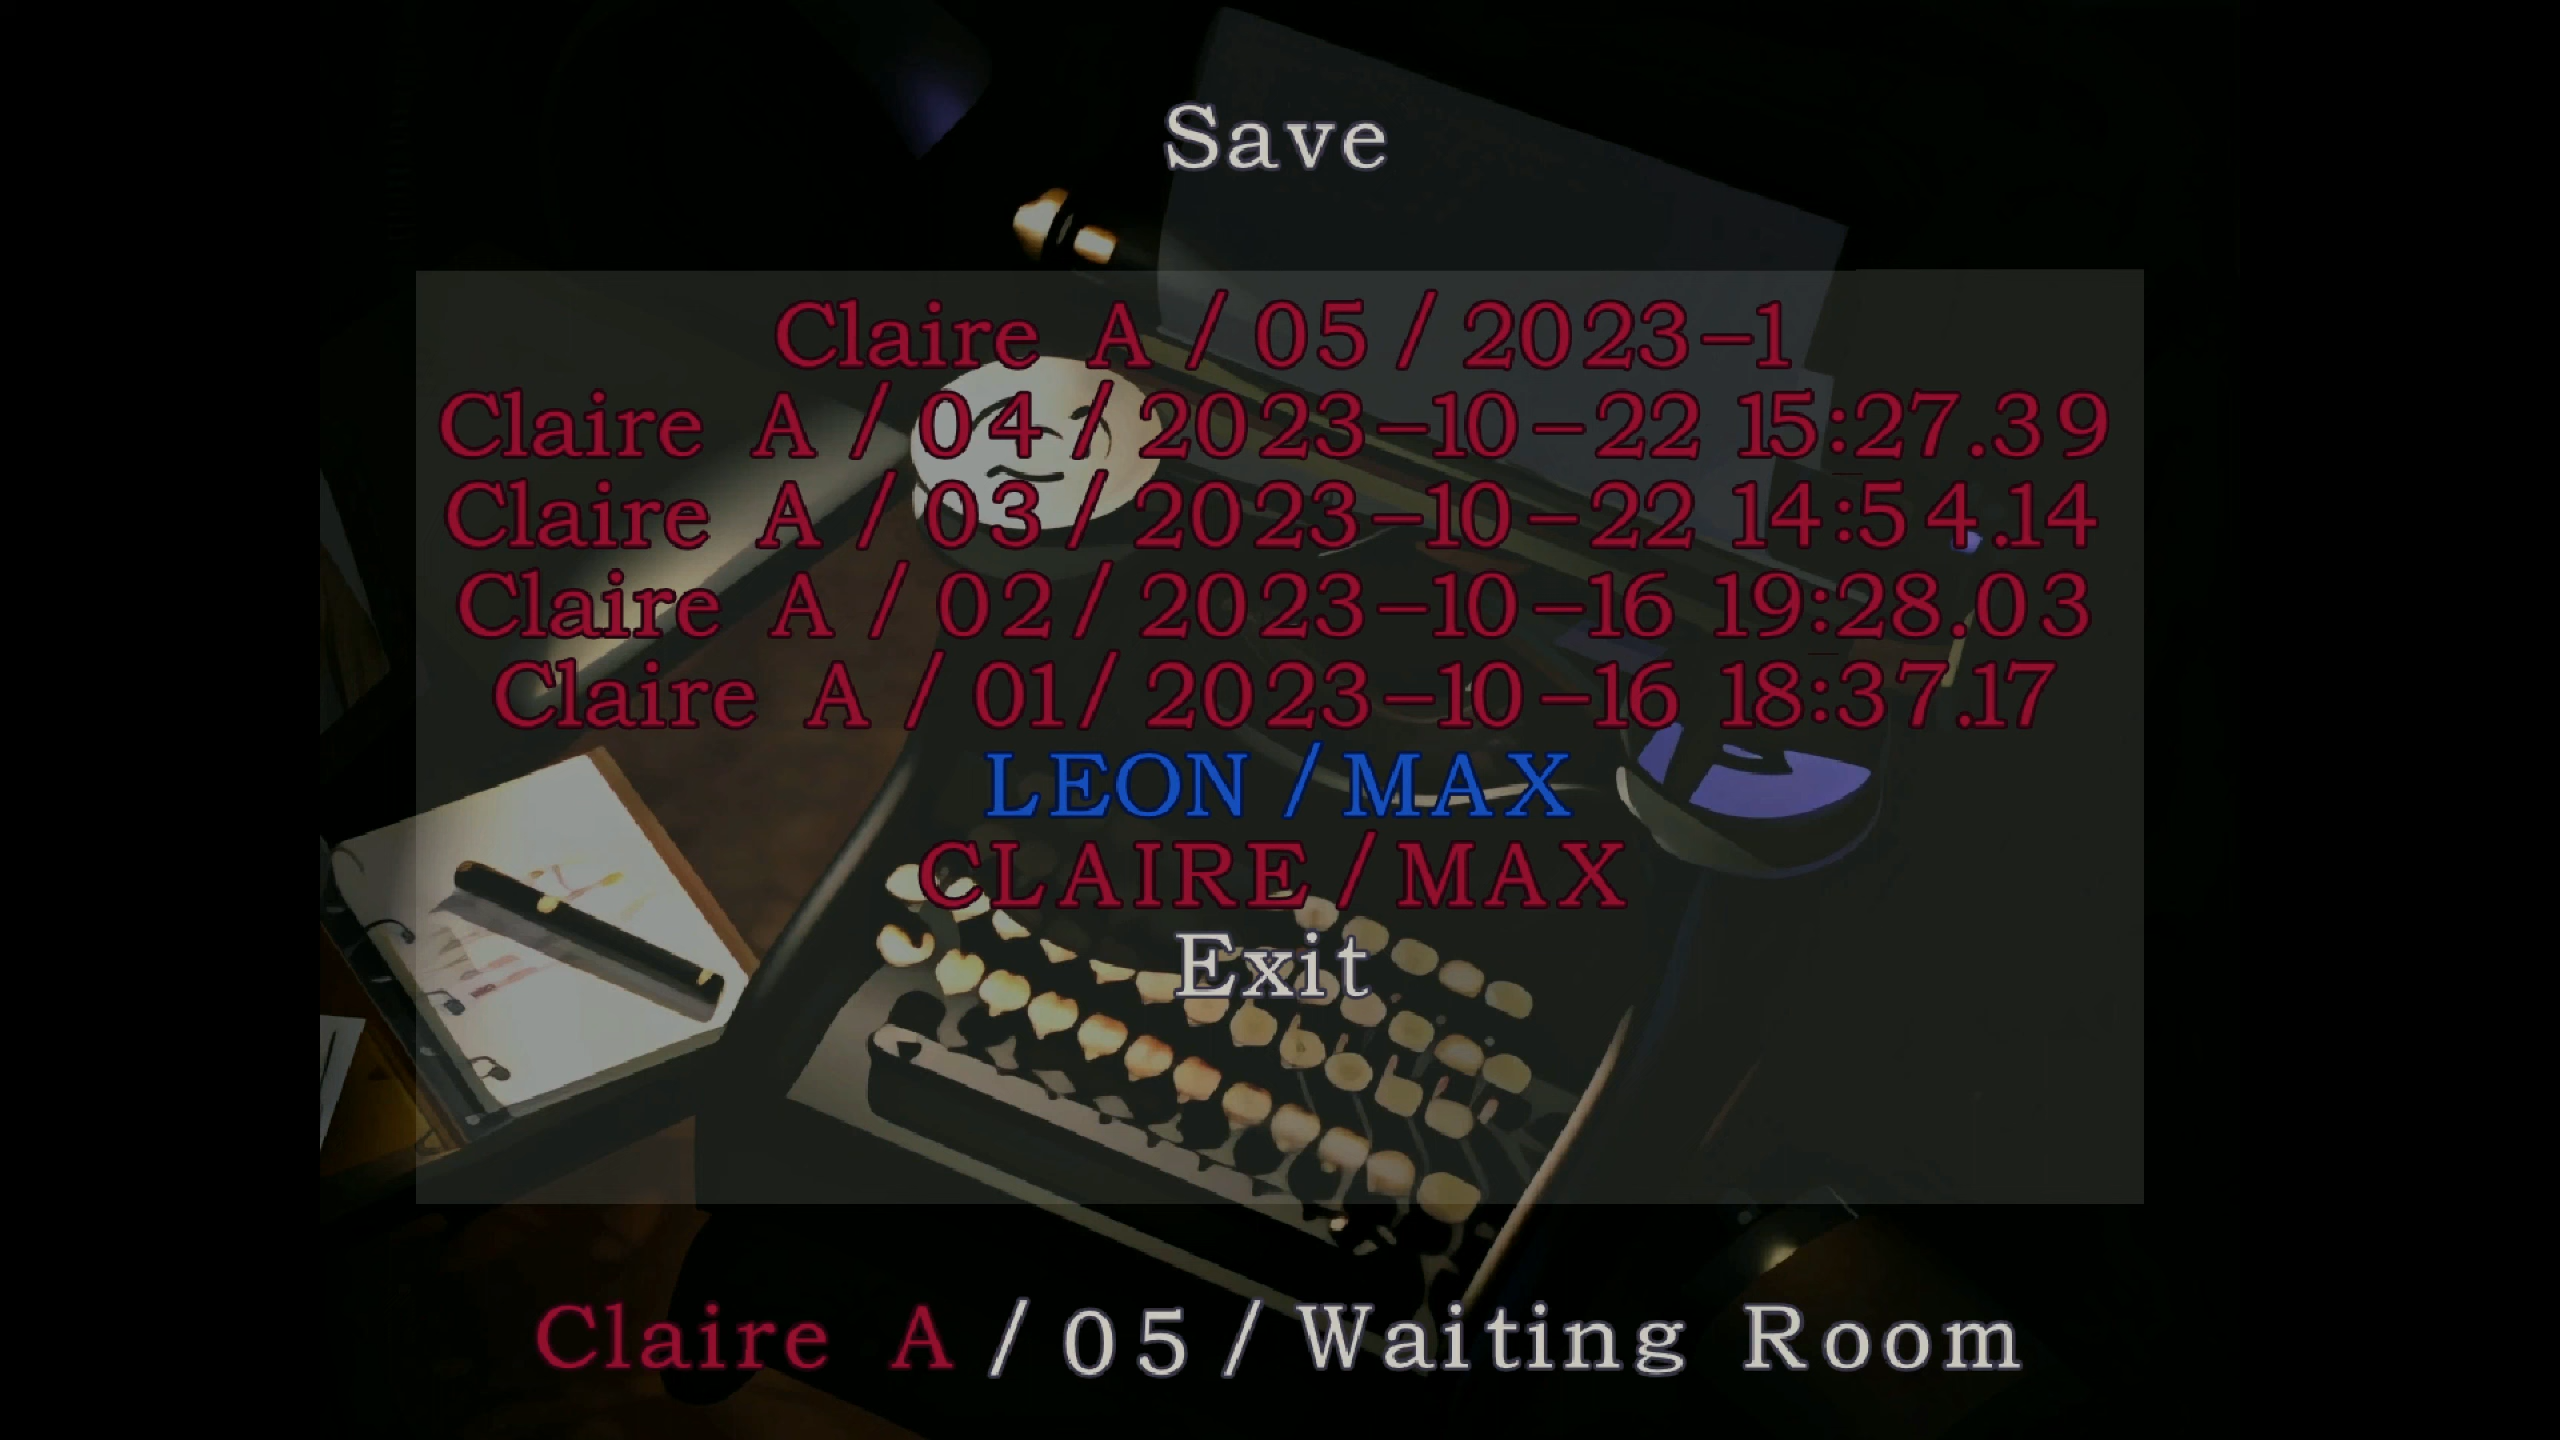 Save
Claire A / 05 / 2023-1
Claire A / 04 / 2023-10-22 15:27.39
Claire A / 03 / 2023-10-22 14:54.14
Claire A / 02 / 2023-10-16 19:28.03
Claire A / 01 / 2023-10-16 18:37.17
LEON / MAX
CLAIRE / MAX
Exit
Claire A / 05 / Waiting Room